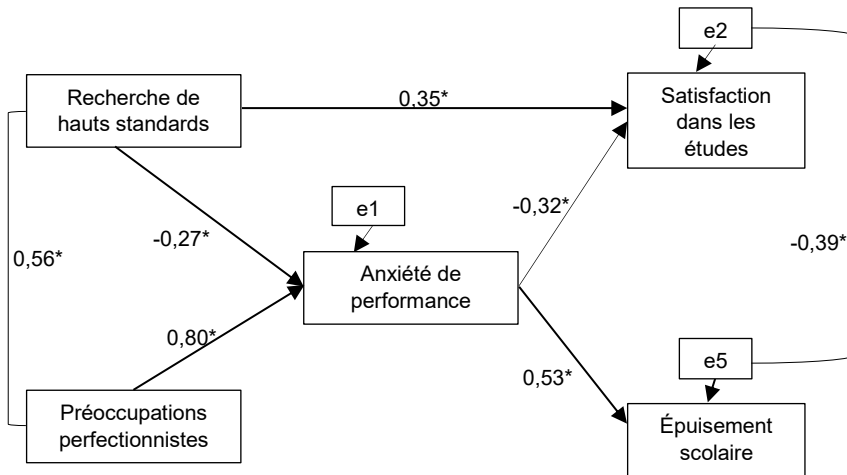 e2
Recherche de
hauts standards
0,35*
Satisfaction
dans les
études
e1
-0,32*
-0,27*
0,56*
-0,39*
Anxiété de
performance
0,80*
e5
0,53*
Préoccupations
perfectionnistes
Épuisement
scolaire